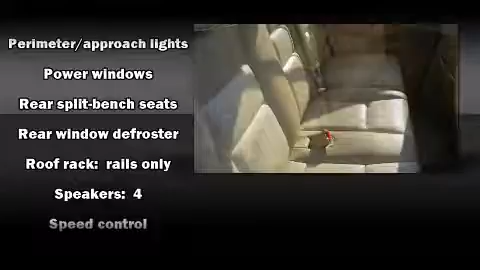 Perimeter/approach lights
Power windows
Rear split-bench seats
Rear window defroster
Roof rack: rails only
Speakers: 4
Speed control